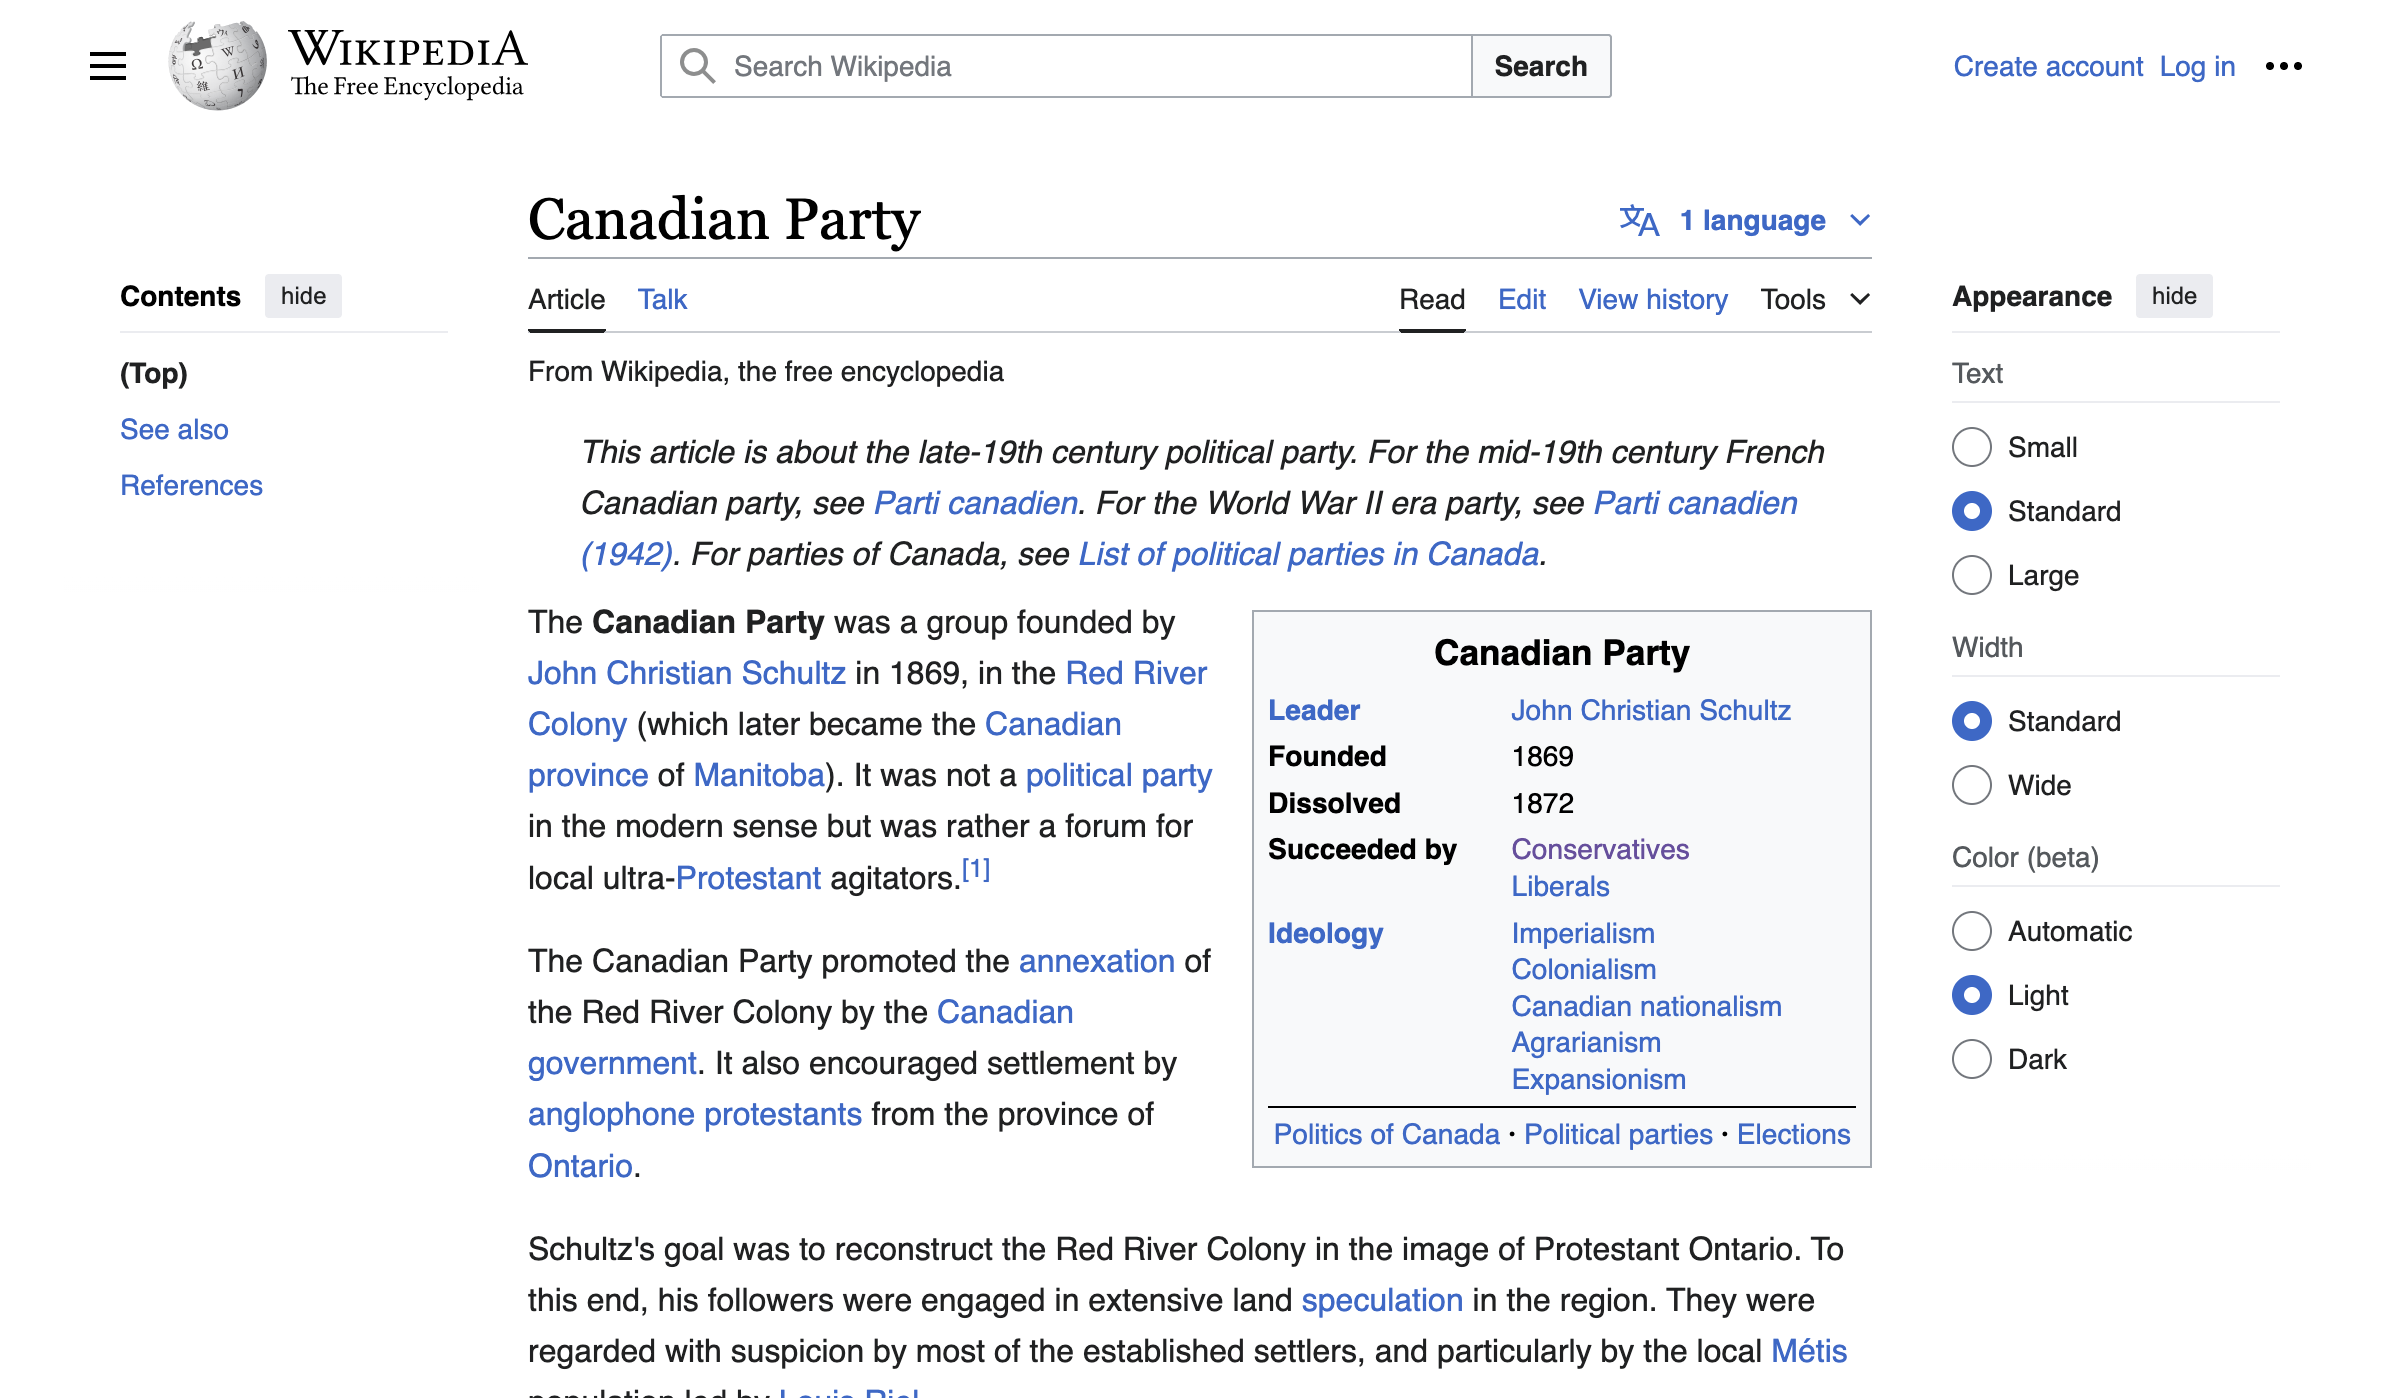 WIKIPEDIA
The Free Encyclopedia
Search Wikipedia
Search
Create account Log in
Canadian Party
1 language
Contents hide
(Top)
See also
References
Article Talk
Read Edit View history Tools
From Wikipedia, the free encyclopedia
This article is about the late-19th century political party. For the mid-19th century French
Canadian party, see Parti canadien. For the World War II era party, see Parti canadien
(1942). For parties of Canada, see List of political parties in Canada.
The Canadian Party was a group founded by
John Christian Schultz in 1869, in the Red River
Colony (which later became the Canadian
province of Manitoba). It was not a political party
in the modern sense but was rather a forum for
local ultra-Protestant agitators.[1]
The Canadian Party promoted the annexation of
the Red River Colony by the Canadian
government. It also encouraged settlement by
anglophone protestants from the province of
Ontario.
Canadian Party
Leader John Christian Schultz
Founded 1869
Dissolved 1872
Succeeded by Conservatives
Liberals
Ideology Imperialism
Colonialism
Canadian nationalism
Agrarianism
Expansionism
Politics of Canada · Political parties · Elections
Schultz's goal was to reconstruct the Red River Colony in the image of Protestant Ontario. To
this end, his followers were engaged in extensive land speculation in the region. They were
regarded with suspicion by most of the established settlers, and particularly by the local Métis
population led by Louis Riel.
Appearance hide
Text
Small
Standard
Large
Width
Standard
Wide
Color (beta)
Automatic
Light
Dark